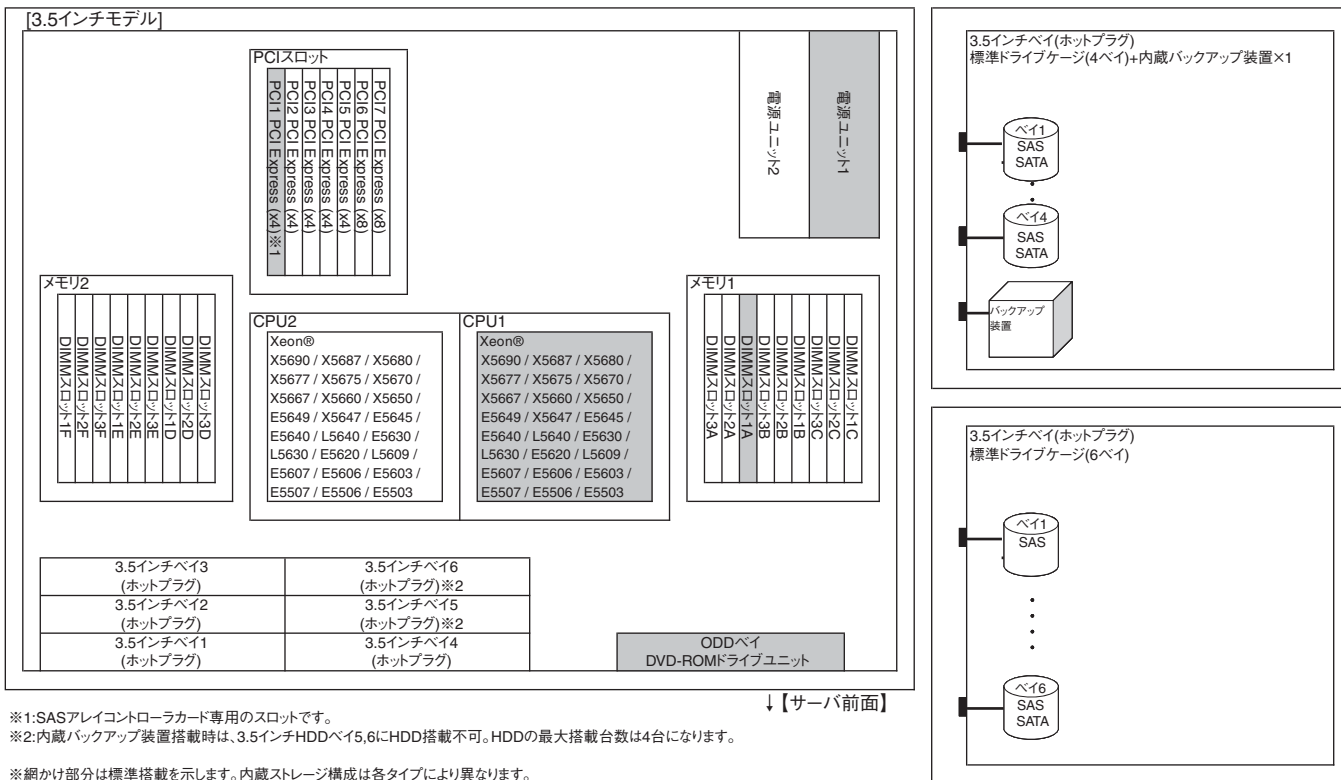 [3.5インチモデル]
PCIスロット
PCI1 PCI Express (x4)※1
PCI2 PCI Express (x4)
PCI3 PCI Express (x4)
PCI4 PCI Express (x4)
PCI5 PCI Express (x4)
PCI6 PCI Express (x8)
PCI7 PCI Express (x8)
電源ユニット2
電源ユニット1
メモリ2
DIMMスロット1F
DIMMスロット2F
DIMMスロット3F
DIMMスロット1E
DIMMスロット2E
DIMMスロット3E
DIMMスロット1D
DIMMスロット2D
DIMMスロット3D
CPU2
Xeon®
X5690 / X5687 / X5680 /
X5677 / X5675 / X5670 /
X5667 / X5660 / X5650 /
E5649 / X5647 / E5645 /
E5640 / L5640 / E5630 /
L5630 / E5620 / L5609 /
E5607 / E5606 / E5603 /
E5507 / E5506 / E5503
CPU1
Xeon®
X5690 / X5687 / X5680 /
X5677 / X5675 / X5670 /
X5667 / X5660 / X5650 /
E5649 / X5647 / E5645 /
E5640 / L5640 / E5630 /
L5630 / E5620 / L5609 /
E5607 / E5606 / E5603 /
E5507 / E5506 / E5503
メモリ1
DIMMスロット3A
DIMMスロット2A
DIMMスロット1A
DIMMスロット3B
DIMMスロット2B
DIMMスロット1B
DIMMスロット3C
DIMMスロット2C
DIMMスロット1C
3.5インチベイ3
(ホットプラグ)
3.5インチベイ6
(ホットプラグ)※2
3.5インチベイ2
(ホットプラグ)
3.5インチベイ5
(ホットプラグ)※2
3.5インチベイ1
(ホットプラグ)
3.5インチベイ4
(ホットプラグ)
ODDベイ
DVD-ROMドライブユニット
↓【サーバ前面】
※1:SASアレイコントローラカード専用のスロットです。
※2:内蔵バックアップ装置搭載時は、3.5インチHDDベイ5,6にHDD搭載不可。HDDの最大搭載台数は4台になります。
※網かけ部分は標準搭載を示します。内蔵ストレージ構成は各タイプにより異なります。
3.5インチベイ(ホットプラグ)
標準ドライブケージ(4ベイ)+内蔵バックアップ装置×1
ベイ1
SAS
SATA
ベイ4
SAS
SATA
バックアップ
装置
3.5インチベイ(ホットプラグ)
標準ドライブケージ(6ベイ)
ベイ1
SAS
ベイ6
SAS
SATA